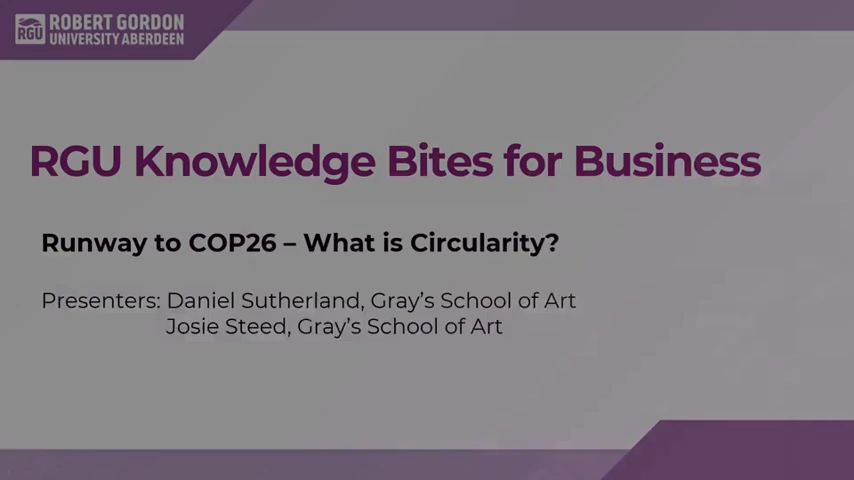 RGU ROBERT GORDON
UNIVERSITY ABERDEEN
RGU Knowledge Bites for Business
Runway to COP26 – What is Circularity?
Presenters: Daniel Sutherland, Gray’s School of Art
Josie Steed, Gray’s School of Art